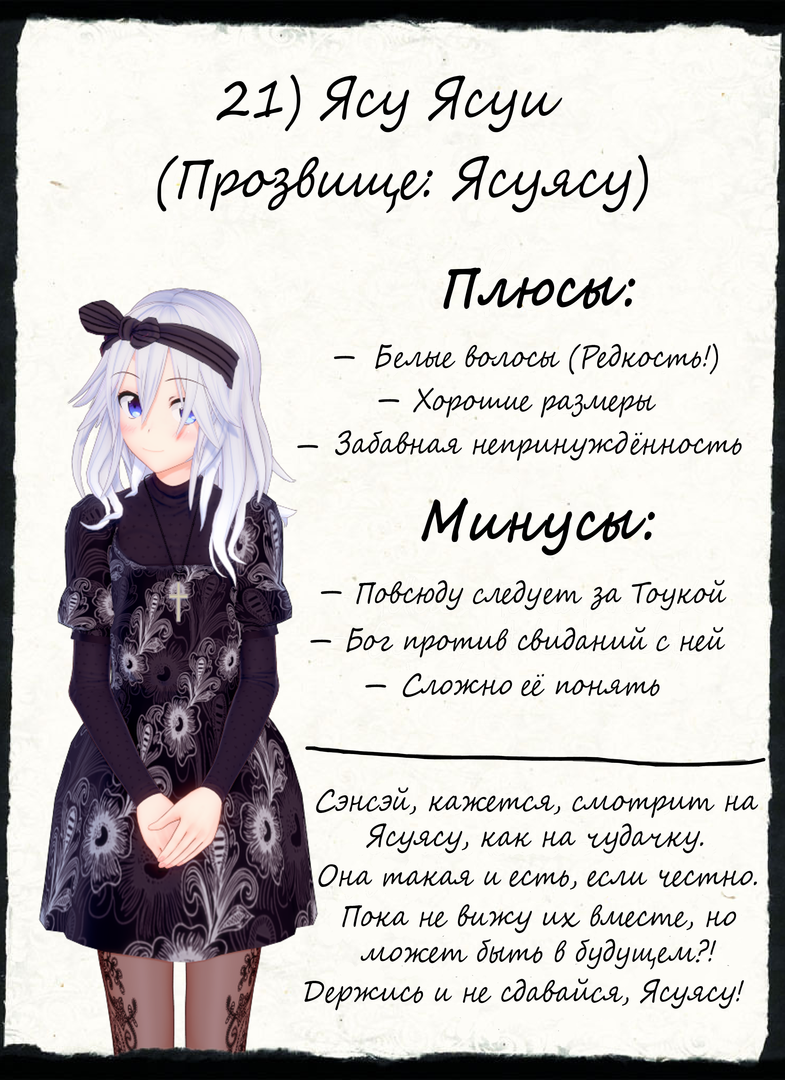 21) Ясу Ясуи
(Прозвище: Ясуясу)
Плюсы:
— Белые волосы (Редкость!)
— Хорошие размеры
— Забавная непринуждённость
Минусы:
— Повсюду следует за Тоукой
— Бог против свиданий с ней
— Сложно её понять
Сэнсэй, кажется, смотрит на
Ясуясу, как на чудачку.
Она такая и есть, если честно.
Пока не вижу их вместе, но
может быть в будущем?!
Держись и не сдавайся, Ясуясу!